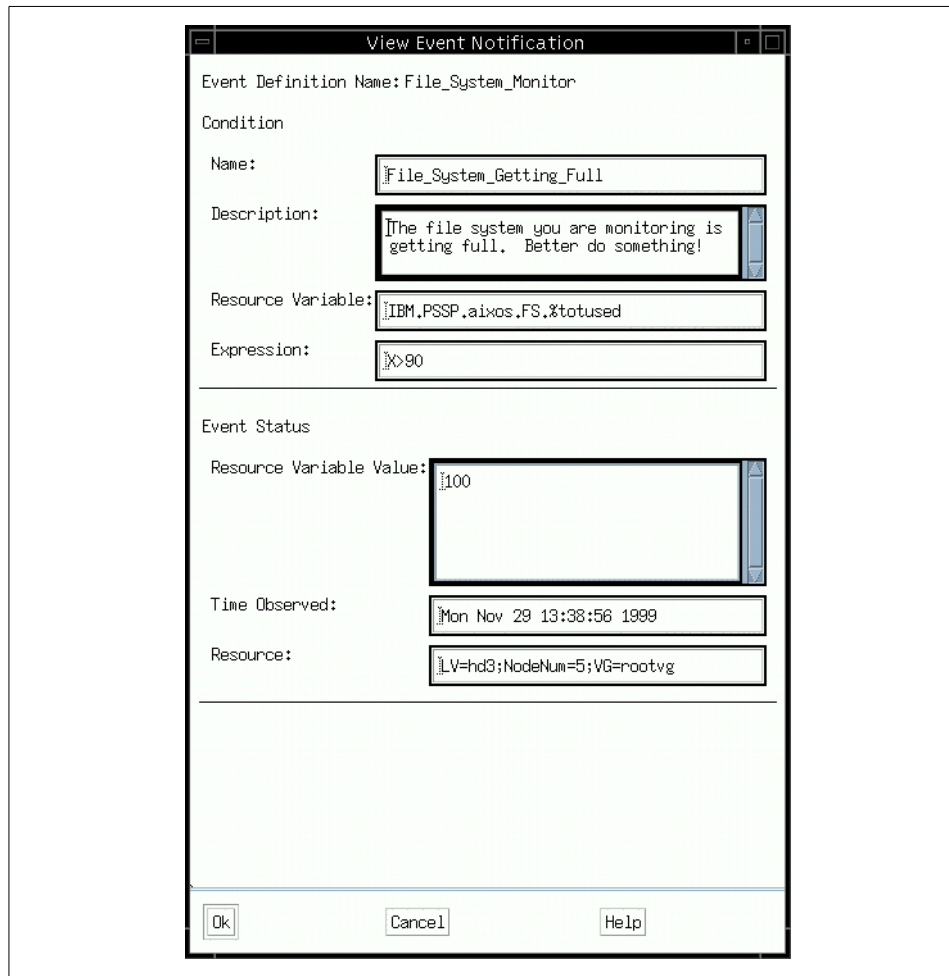 View Event Notification
Event Definition Name: File_System_Monitor
Condition
Name:
File_System_Getting_Full
Description:
The file system you are monitoring is
getting full. Better do something!
Resource Variable:
IBM.PSSP.aixos.FS.%totused
Expression:
X>90
Event Status
Resource Variable Value:
100
Time Observed:
Mon Nov 29 13:38:56 1999
Resource:
LV=hd3;NodeNum=5;VG=rootvg
Ok Cancel Help